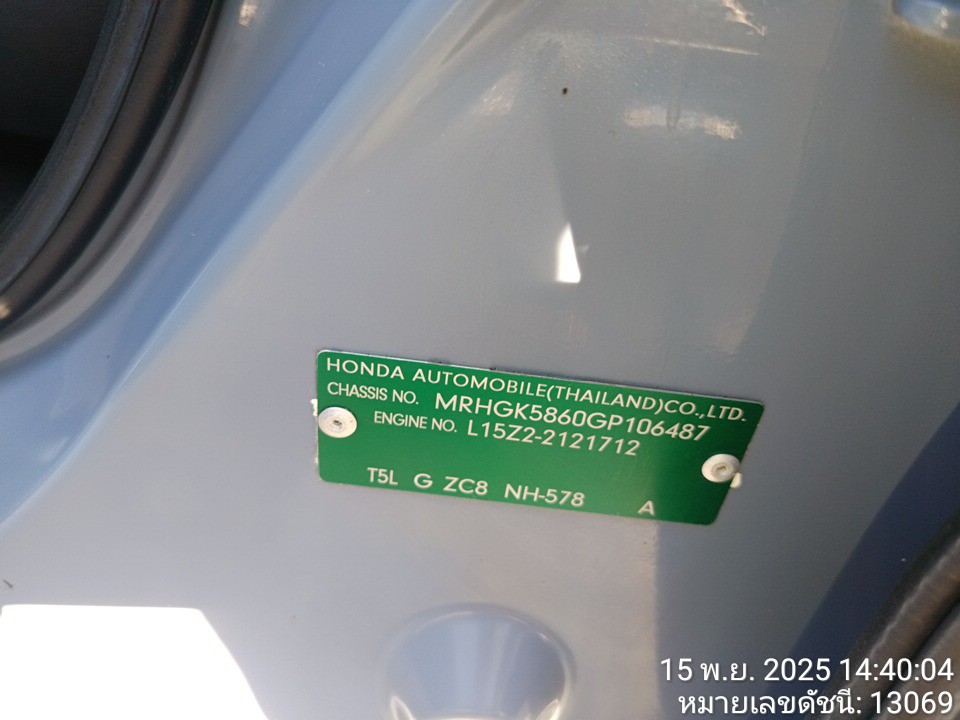 HONDA AUTOMOBILE(THAILAND)CO.,LTD.
CHASSIS NO. MRHGK5860GP106487
ENGINE NO. L15Z2-2121712
T5L G ZC8 NH-578 A
15 พ.ย. 2025 14:40:04
หมายเลขดัชนี: 13069